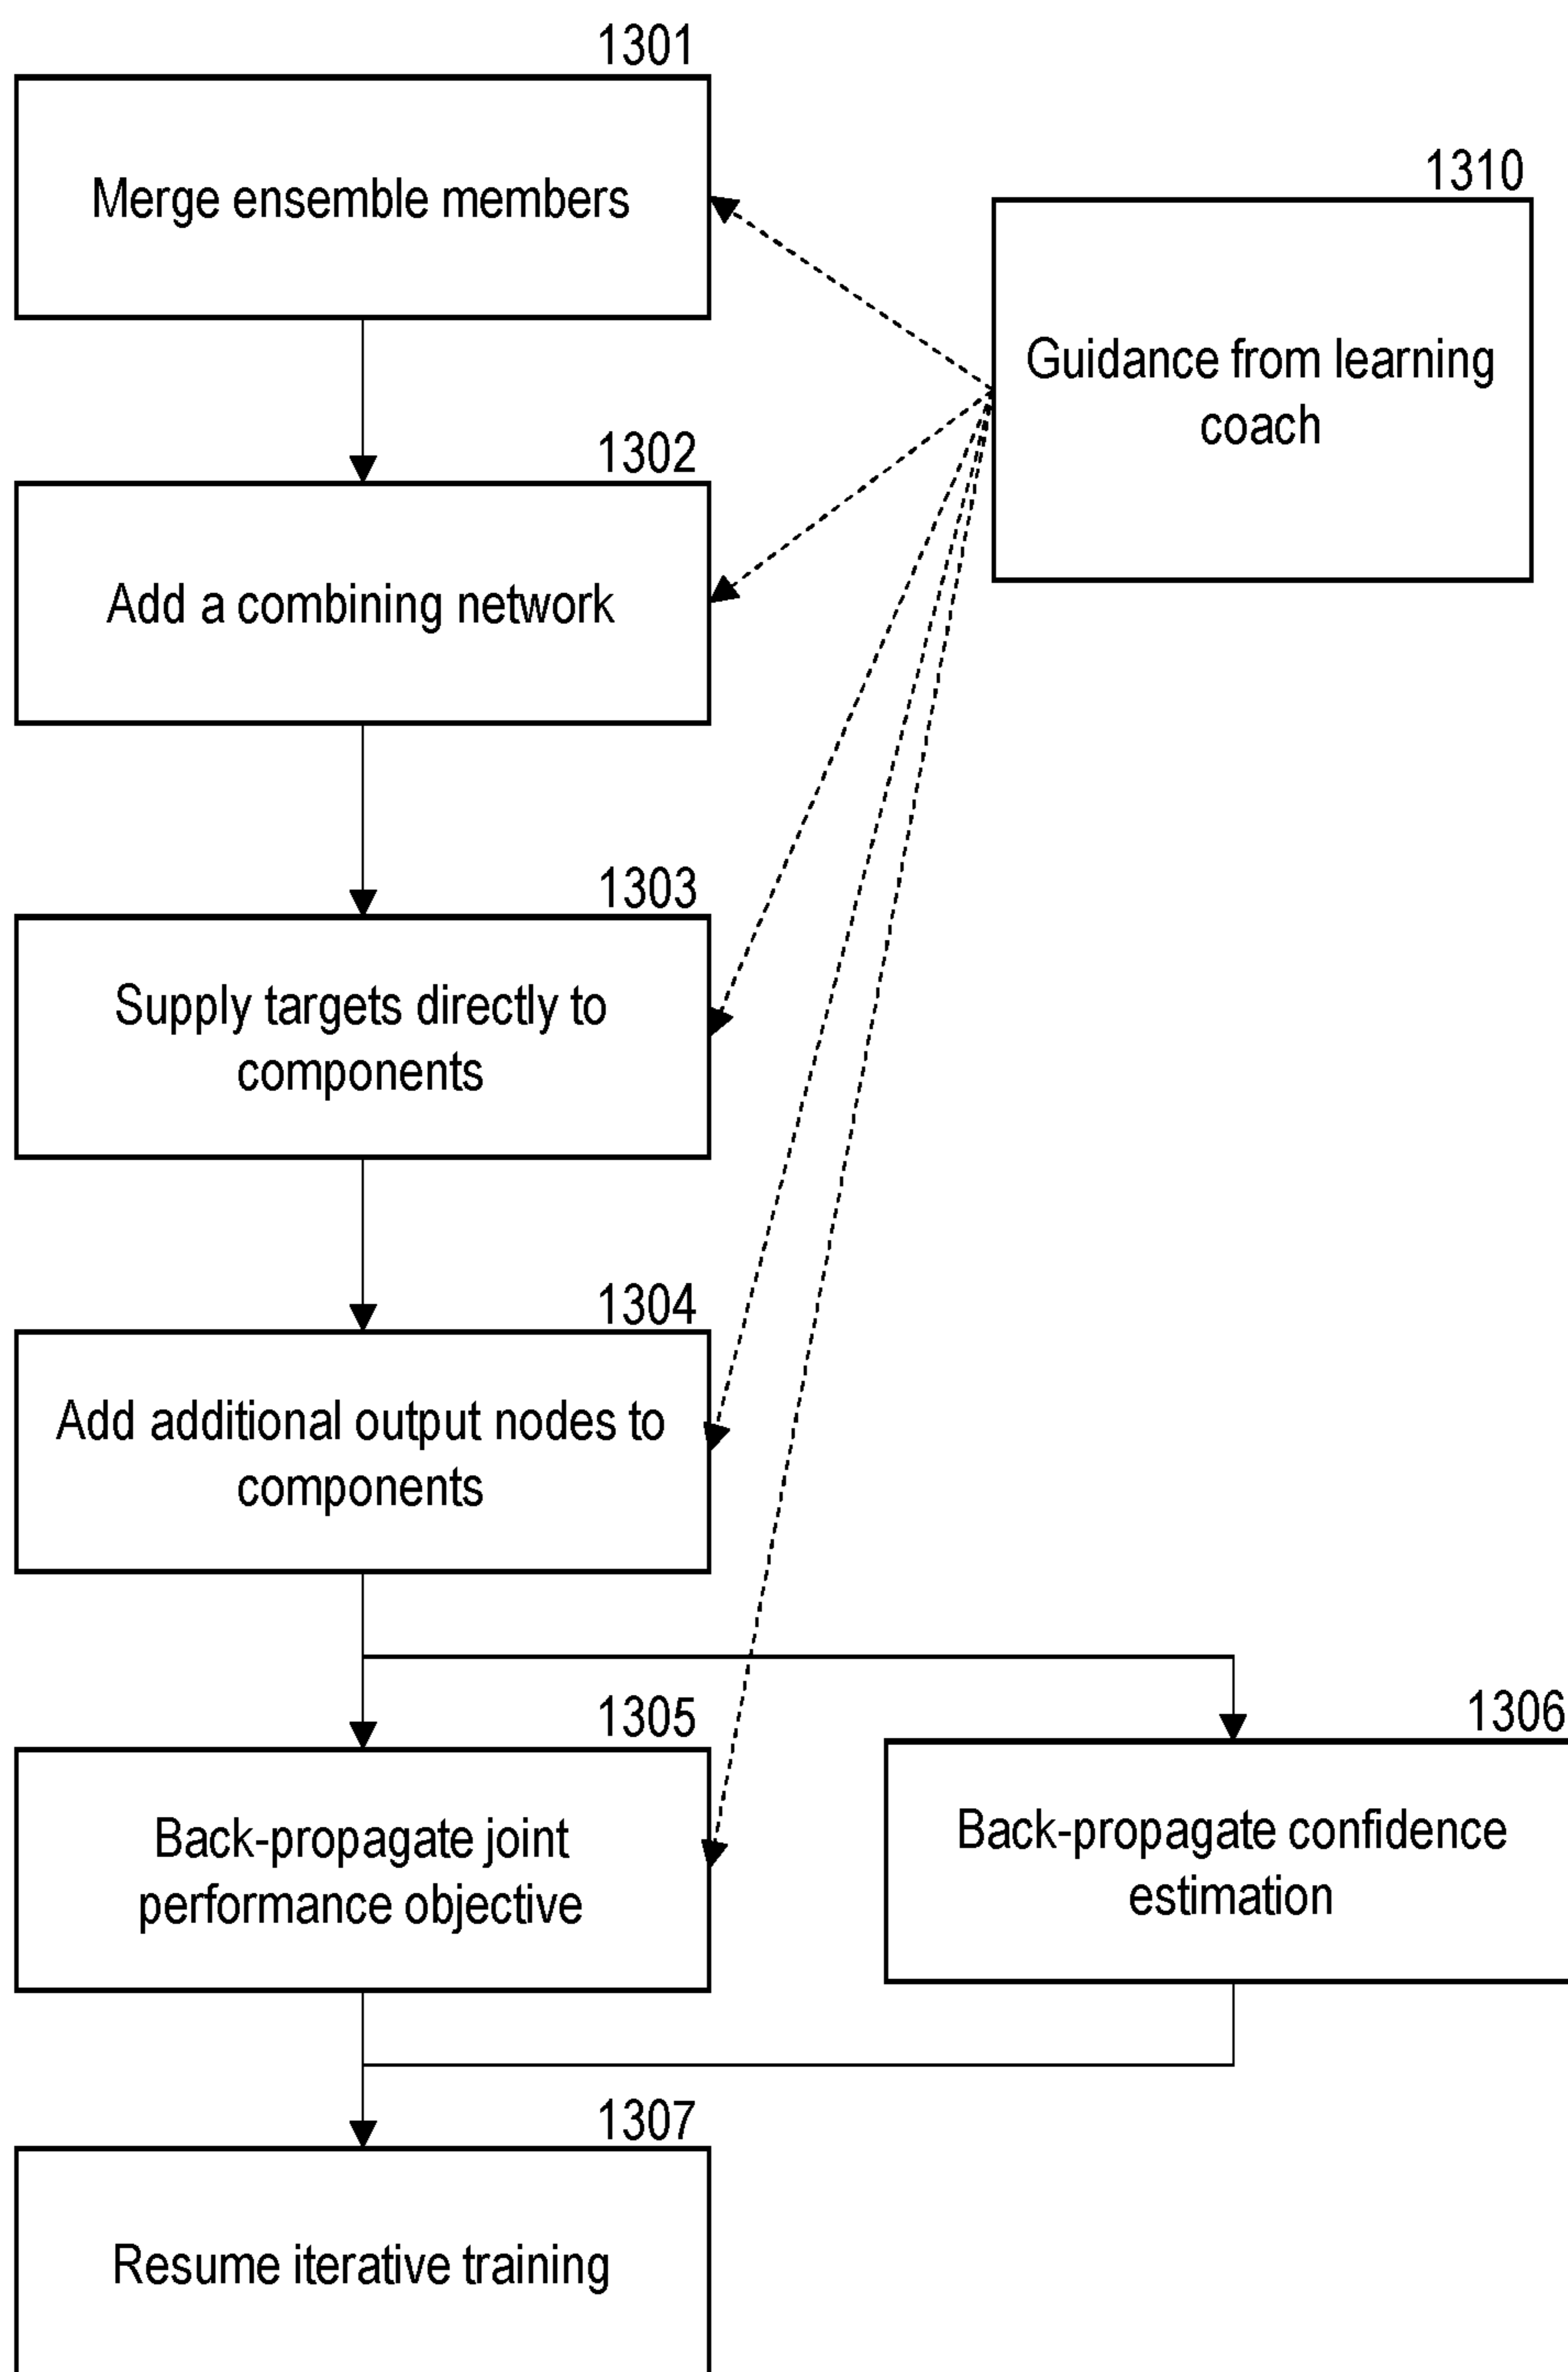 1301
Merge ensemble members
1310
Guidance from learning
coach
1302
Add a combining network
1303
Supply targets directly to
components
1304
Add additional output nodes to
components
1305
Back-propagate joint
performance objective
1306
Back-propagate confidence
estimation
1307
Resume iterative training